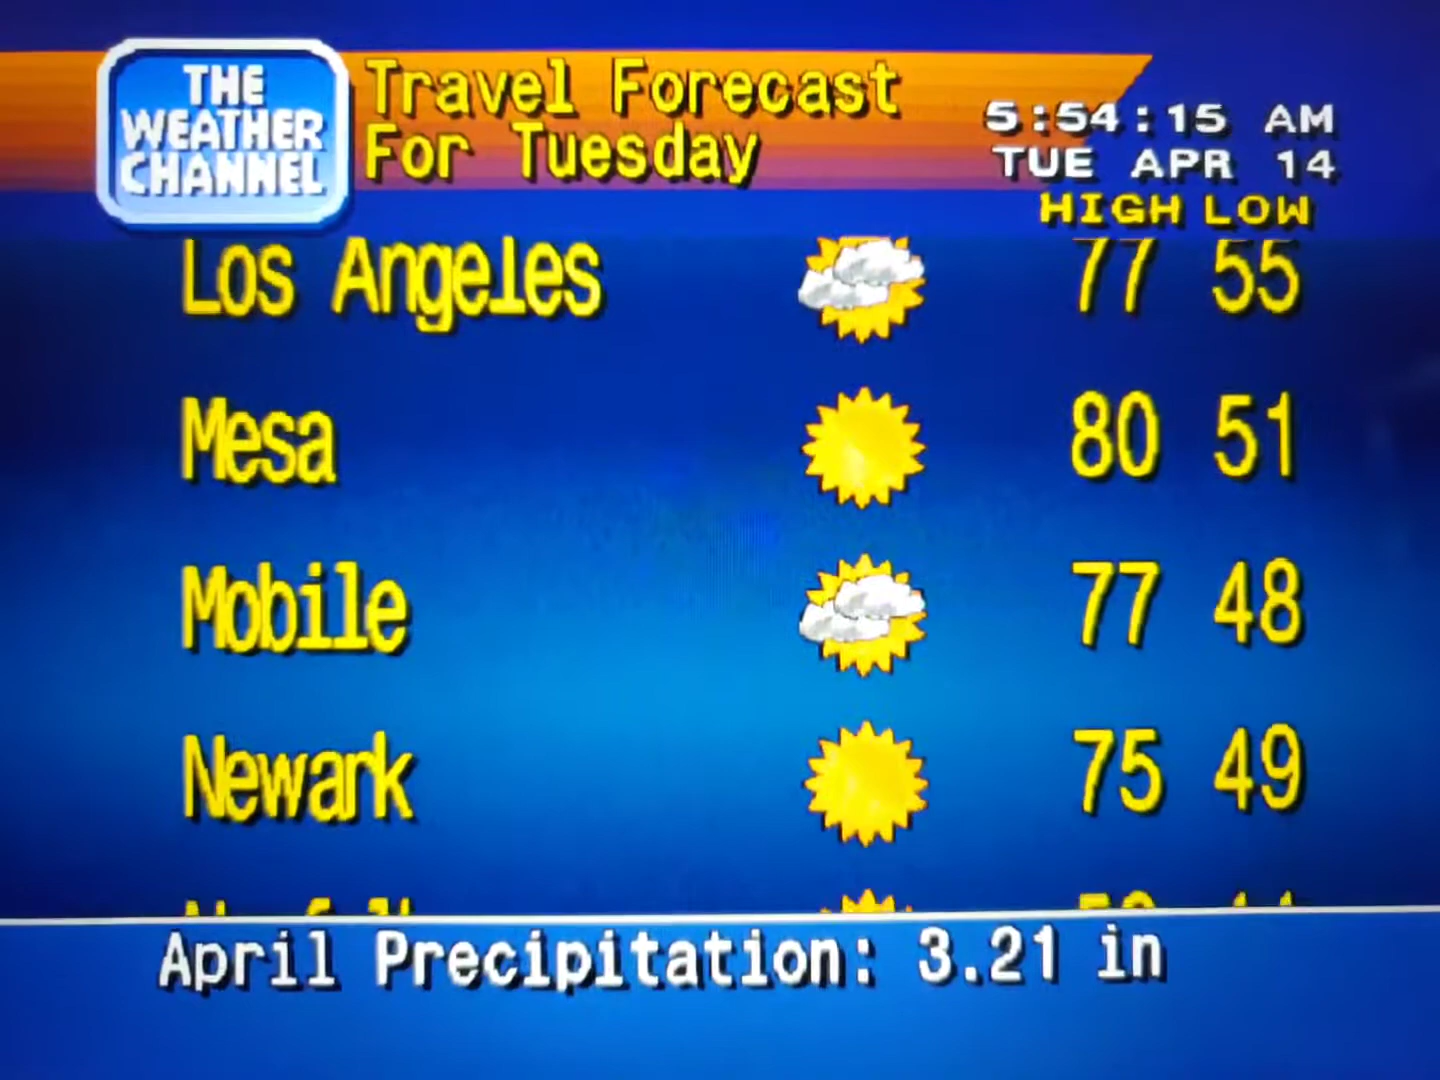 THE
WEATHER
CHANNEL
Travel Forecast
For Tuesday
5:54:15 AM
TUE APR 14
HIGH LOW
Los Angeles 77 55
Mesa 80 51
Mobile 77 48
Newark 75 49
April Precipitation: 3.21 in